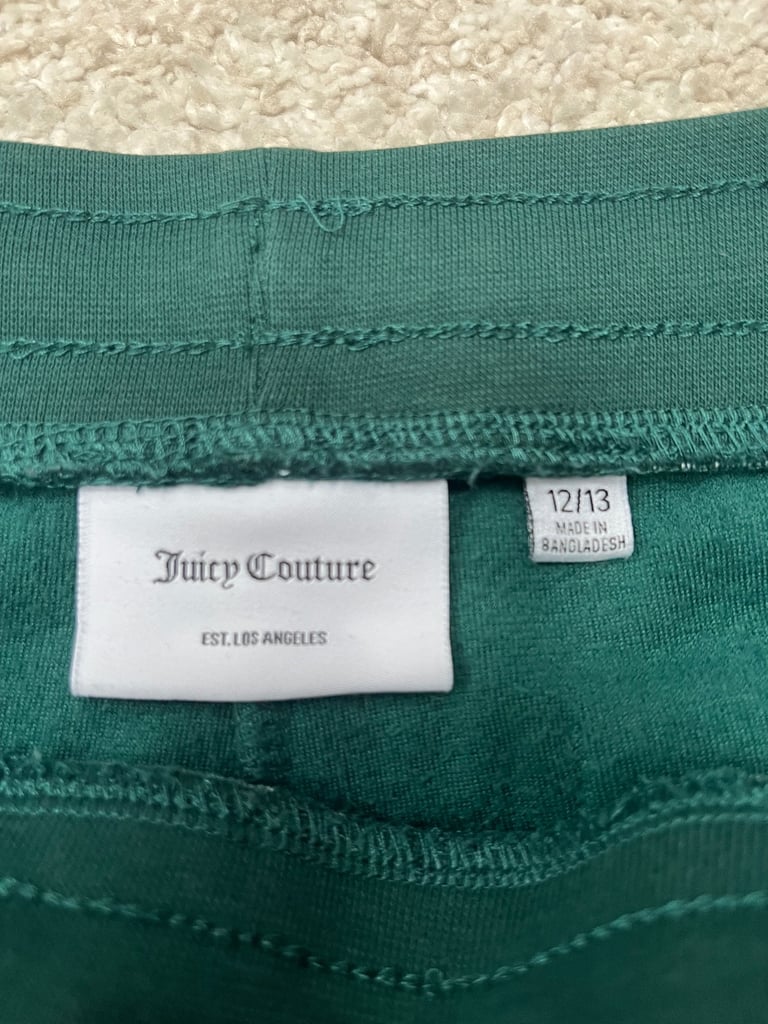 Juicy Couture
EST. LOS ANGELES
12/13
MADE IN
BANGLADESH